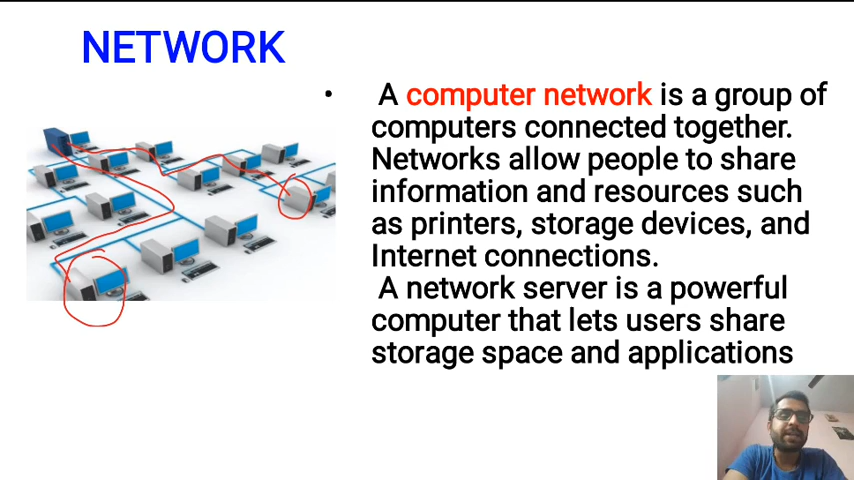 NETWORK
• A computer network is a group of
computers connected together.
Networks allow people to share
information and resources such
as printers, storage devices, and
Internet connections.
A network server is a powerful
computer that lets users share
storage space and applications